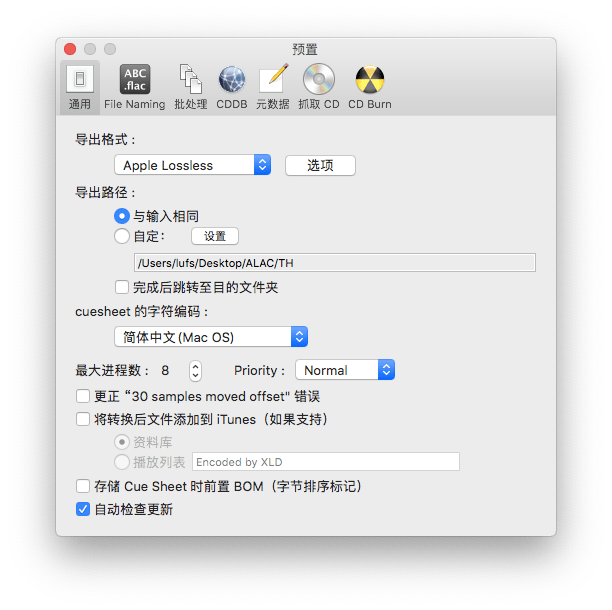 预置
ABC
.flac
通用 File Naming 批处理 CDDB 元数据 抓取 CD CD Burn
导出格式：
Apple Lossless 选项
导出路径：
与输入相同
自定： 设置
/Users/lufs/Desktop/ALAC/TH
完成后跳转至目的文件夹
cuesheet 的字符编码：
简体中文 (Mac OS)
最大进程数： 8 Priority： Normal
更正 “30 samples moved offset" 错误
将转换后文件添加到 iTunes（如果支持）
资料库
播放列表 Encoded by XLD
存储 Cue Sheet 时前置 BOM（字节排序标记）
自动检查更新